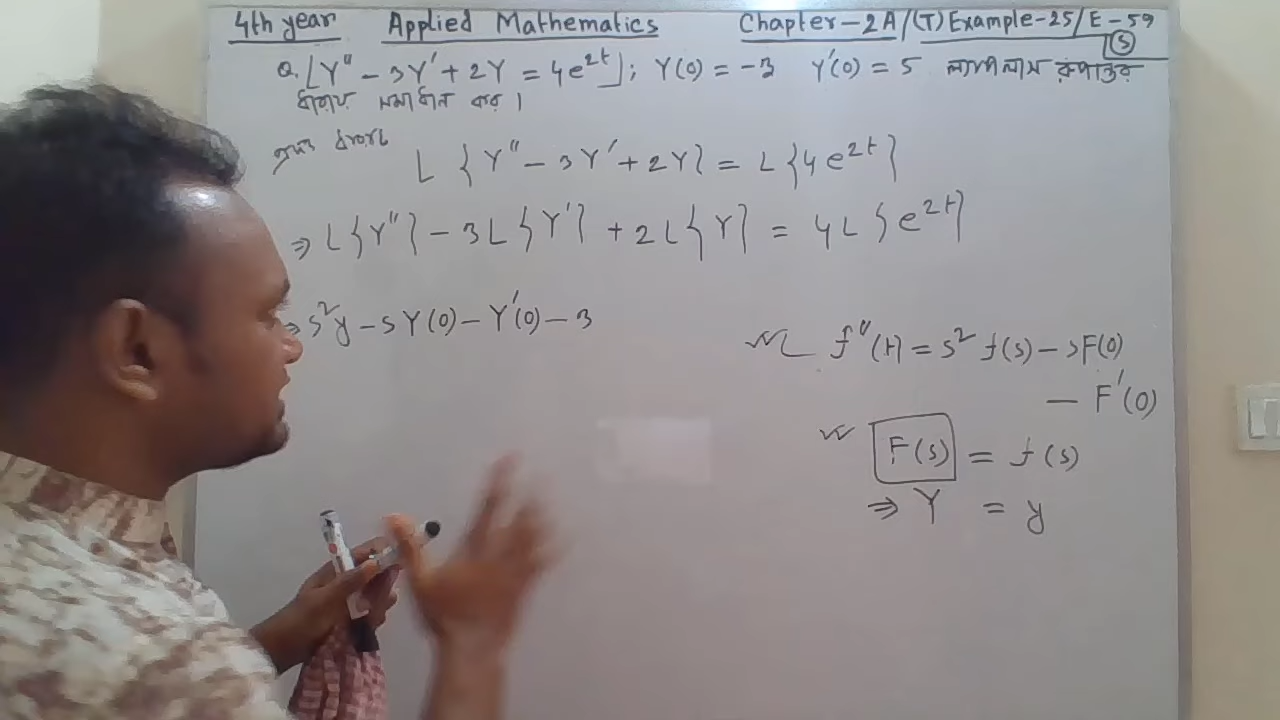 4th year Applied Mathematics Chapter-2A/(T)Example-25/E-59
(5)
Q. [Y'' - 3Y' + 2Y = 4e^{2t}]; Y(0) = -3 Y'(0) = 5 ল্যাপলাস রূপান্তর
দ্বারা সমাধান কর।
L {Y'' - 3Y' + 2Y} = L{4e^{2t}}
⇒ L{Y''} - 3L{Y'} + 2L{Y} = 4L{e^{2t}}
⇒ s²y - sY(0) - Y'(0) - 3
f''(t) = s² f(s) - sF(0)
- F'(0)
F(s) = f(s)
⇒ Y = y